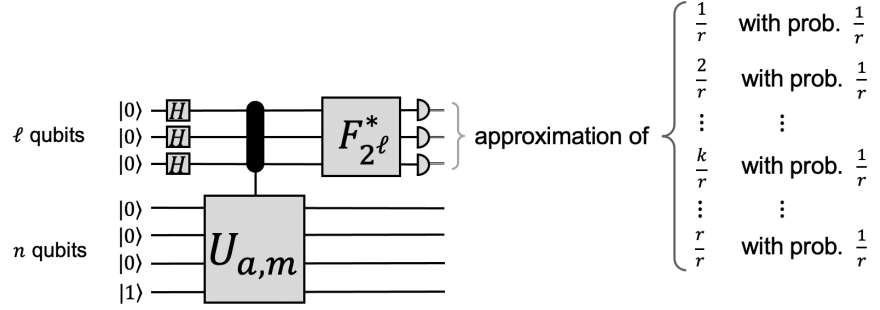 1/r with prob. 1/r
2/r with prob. 1/r
⋮ ⋮
|0⟩ H
ℓ qubits |0⟩ H F*_{2^ℓ} approximation of
|0⟩ H
k/r with prob. 1/r
⋮ ⋮
|0⟩
|0⟩
n qubits |0⟩ U_{a,m}
|1⟩
r/r with prob. 1/r